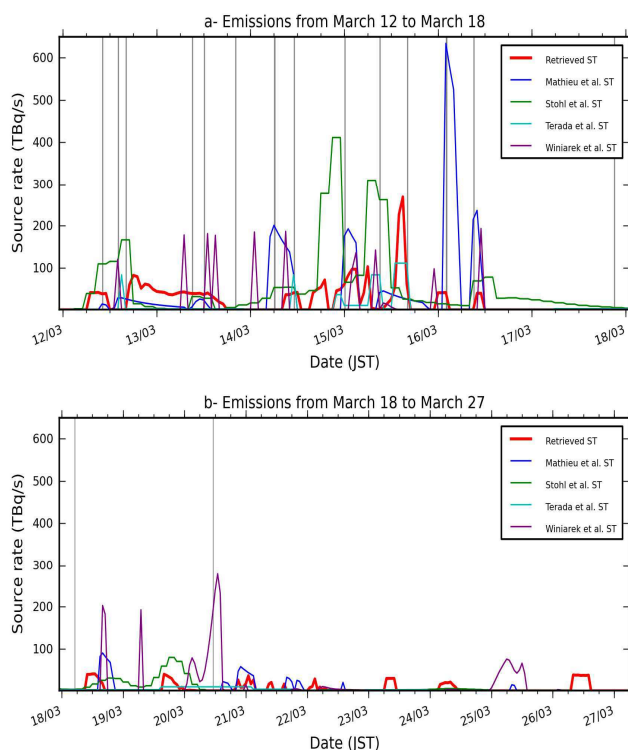 a- Emissions from March 12 to March 18
Source rate (TBq/s)
600
500
400
300
200
100
Retrieved ST
Mathieu et al. ST
Stohl et al. ST
Terada et al. ST
Winiarek et al. ST
12/03 13/03 14/03 15/03 16/03 17/03 18/03
Date (JST)
b- Emissions from March 18 to March 27
Source rate (TBq/s)
600
500
400
300
200
100
Retrieved ST
Mathieu et al. ST
Stohl et al. ST
Terada et al. ST
Winiarek et al. ST
18/03 19/03 20/03 21/03 22/03 23/03 24/03 25/03 26/03 27/03
Date (JST)